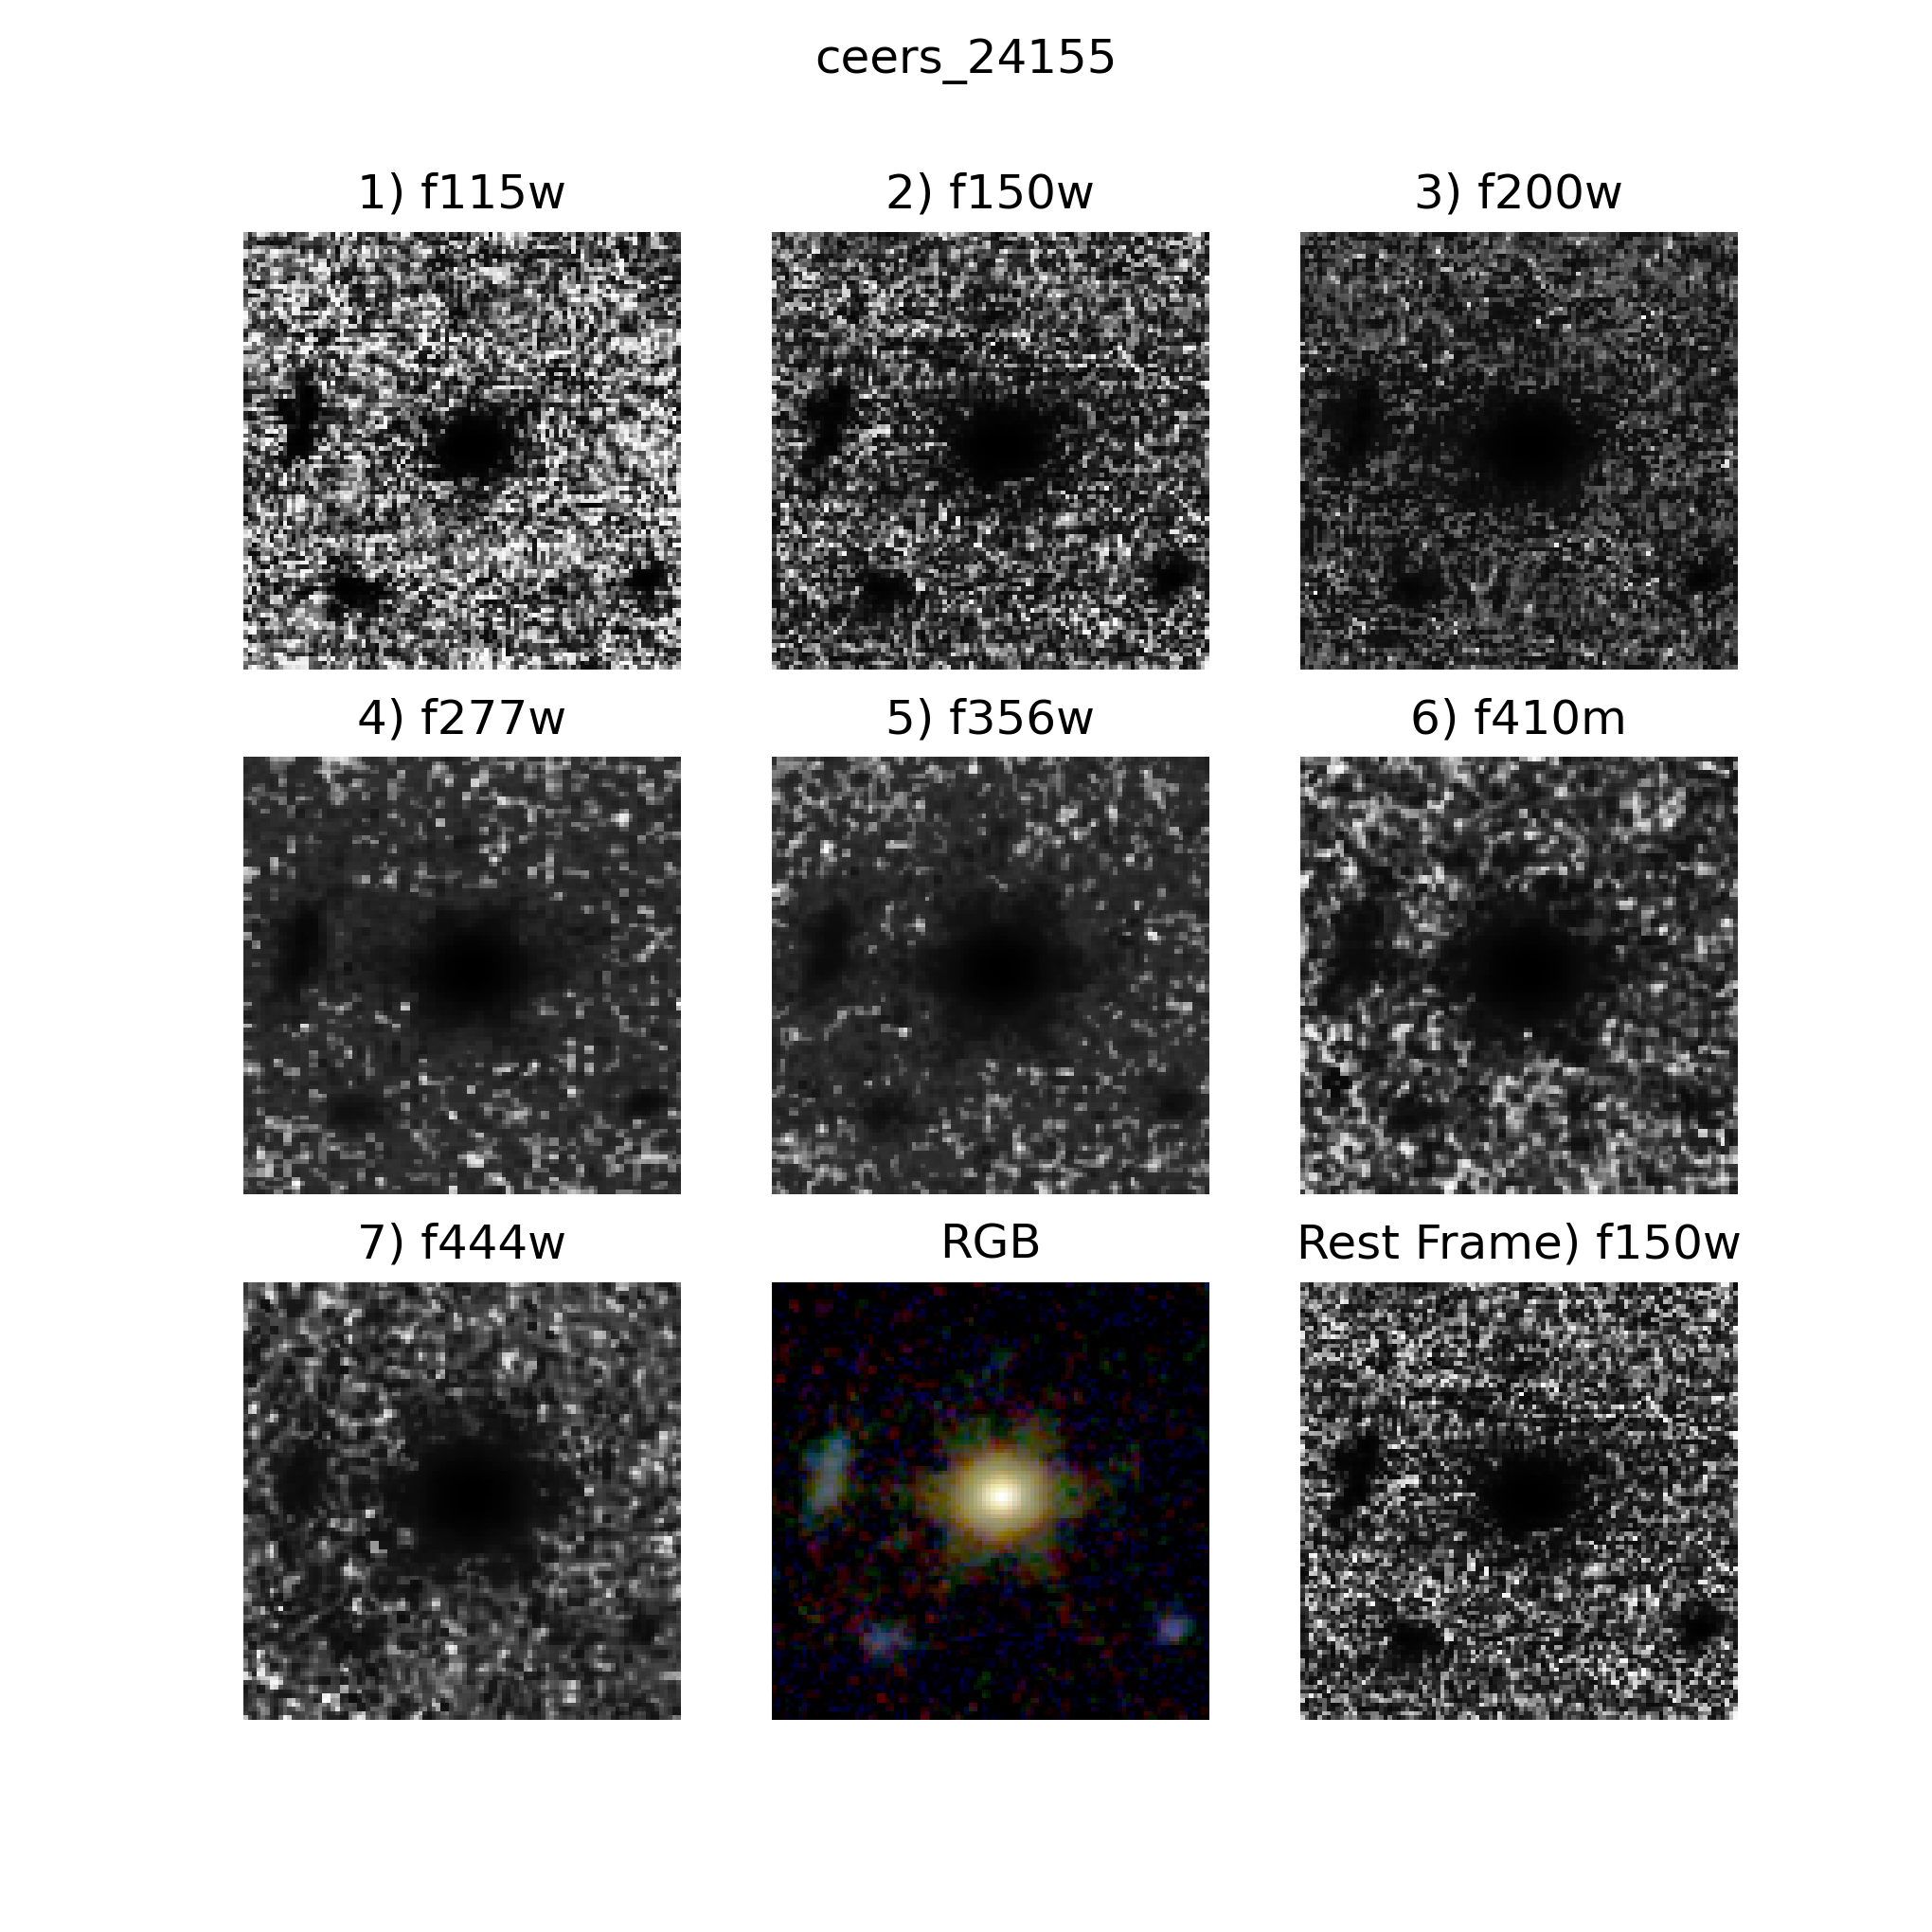 ceers_24155
1) f115w
2) f150w
3) f200w
4) f277w
5) f356w
6) f410m
7) f444w
RGB
Rest Frame) f150w